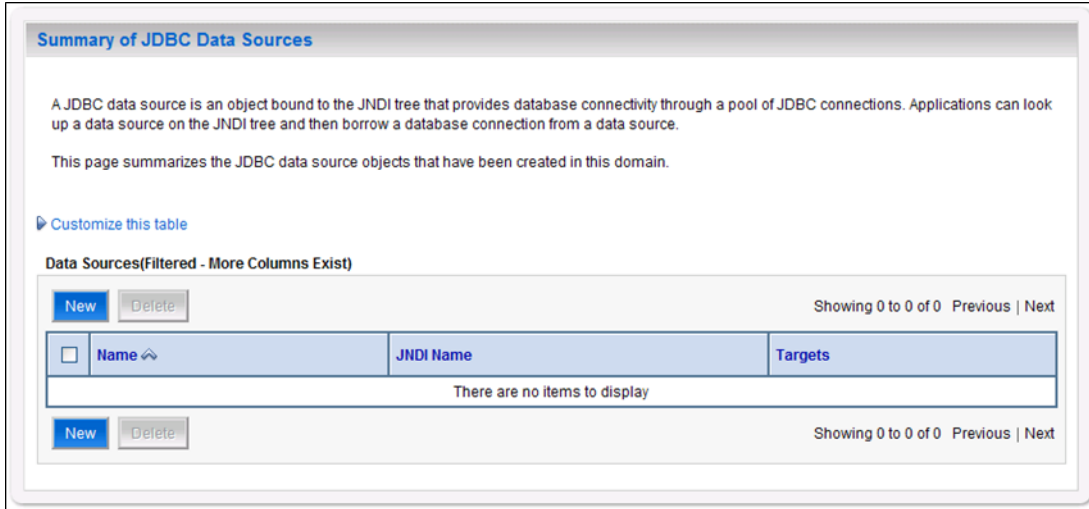 Summary of JDBC Data Sources
A JDBC data source is an object bound to the JNDI tree that provides database connectivity through a pool of JDBC connections. Applications can look
up a data source on the JNDI tree and then borrow a database connection from a data source.
This page summarizes the JDBC data source objects that have been created in this domain.
Customize this table
Data Sources(Filtered - More Columns Exist)
New Delete Showing 0 to 0 of 0 Previous | Next
Name JNDI Name Targets
There are no items to display
New Delete Showing 0 to 0 of 0 Previous | Next